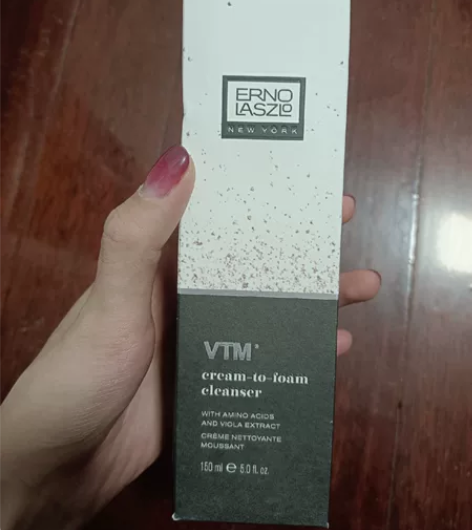 ERNO
LASZLO
NEW YORK
VTM®
cream-to-foam
cleanser
WITH AMINO ACIDS
AND VIOLA EXTRACT
CRÈME NETTOYANTE
MOUSSANT
150 ml ℮ 5.0 fl. oz.